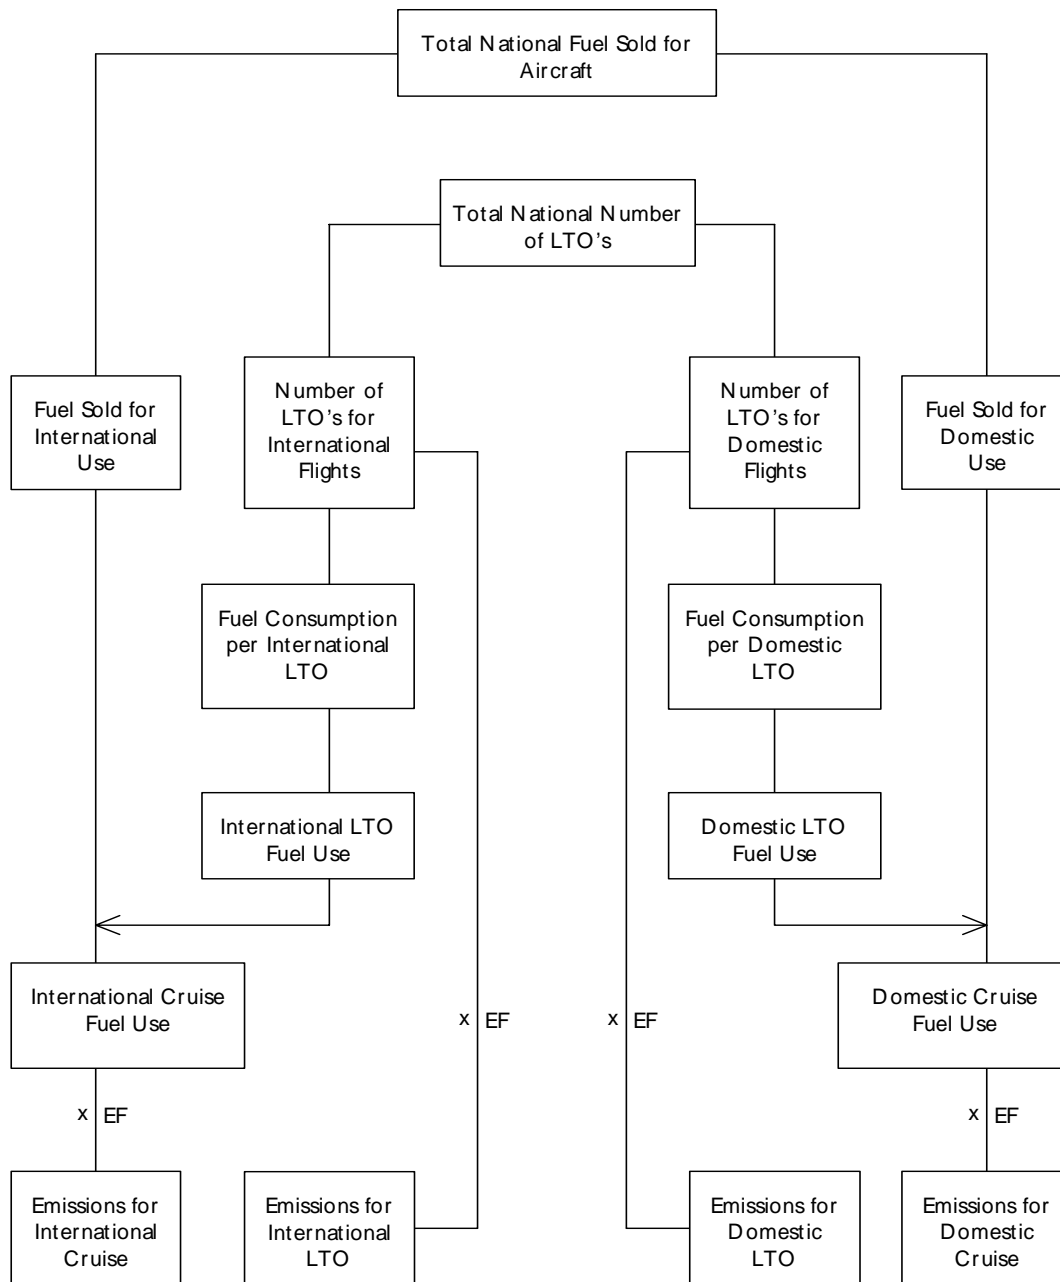 Total National Fuel Sold for
Aircraft
Total National Number
of LTO's
Fuel Sold for
International
Use
Number of
LTO's for
International
Flights
Number of
LTO's for
Domestic
Flights
Fuel Sold for
Domestic
Use
Fuel Consumption
per International
LTO
Fuel Consumption
per Domestic
LTO
International LTO
Fuel Use
Domestic LTO
Fuel Use
International Cruise
Fuel Use
x EF
x EF
Domestic Cruise
Fuel Use
x EF
x EF
Emissions for
International
Cruise
Emissions for
International
LTO
Emissions for
Domestic
LTO
Emissions for
Domestic
Cruise